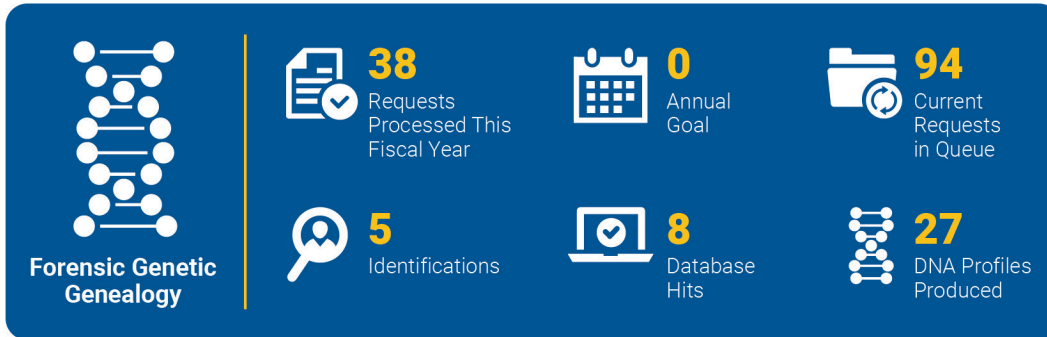 Forensic Genetic
Genealogy
38
Requests
Processed This
Fiscal Year
0
Annual
Goal
94
Current
Requests
in Queue
5
Identifications
8
Database
Hits
27
DNA Profiles
Produced